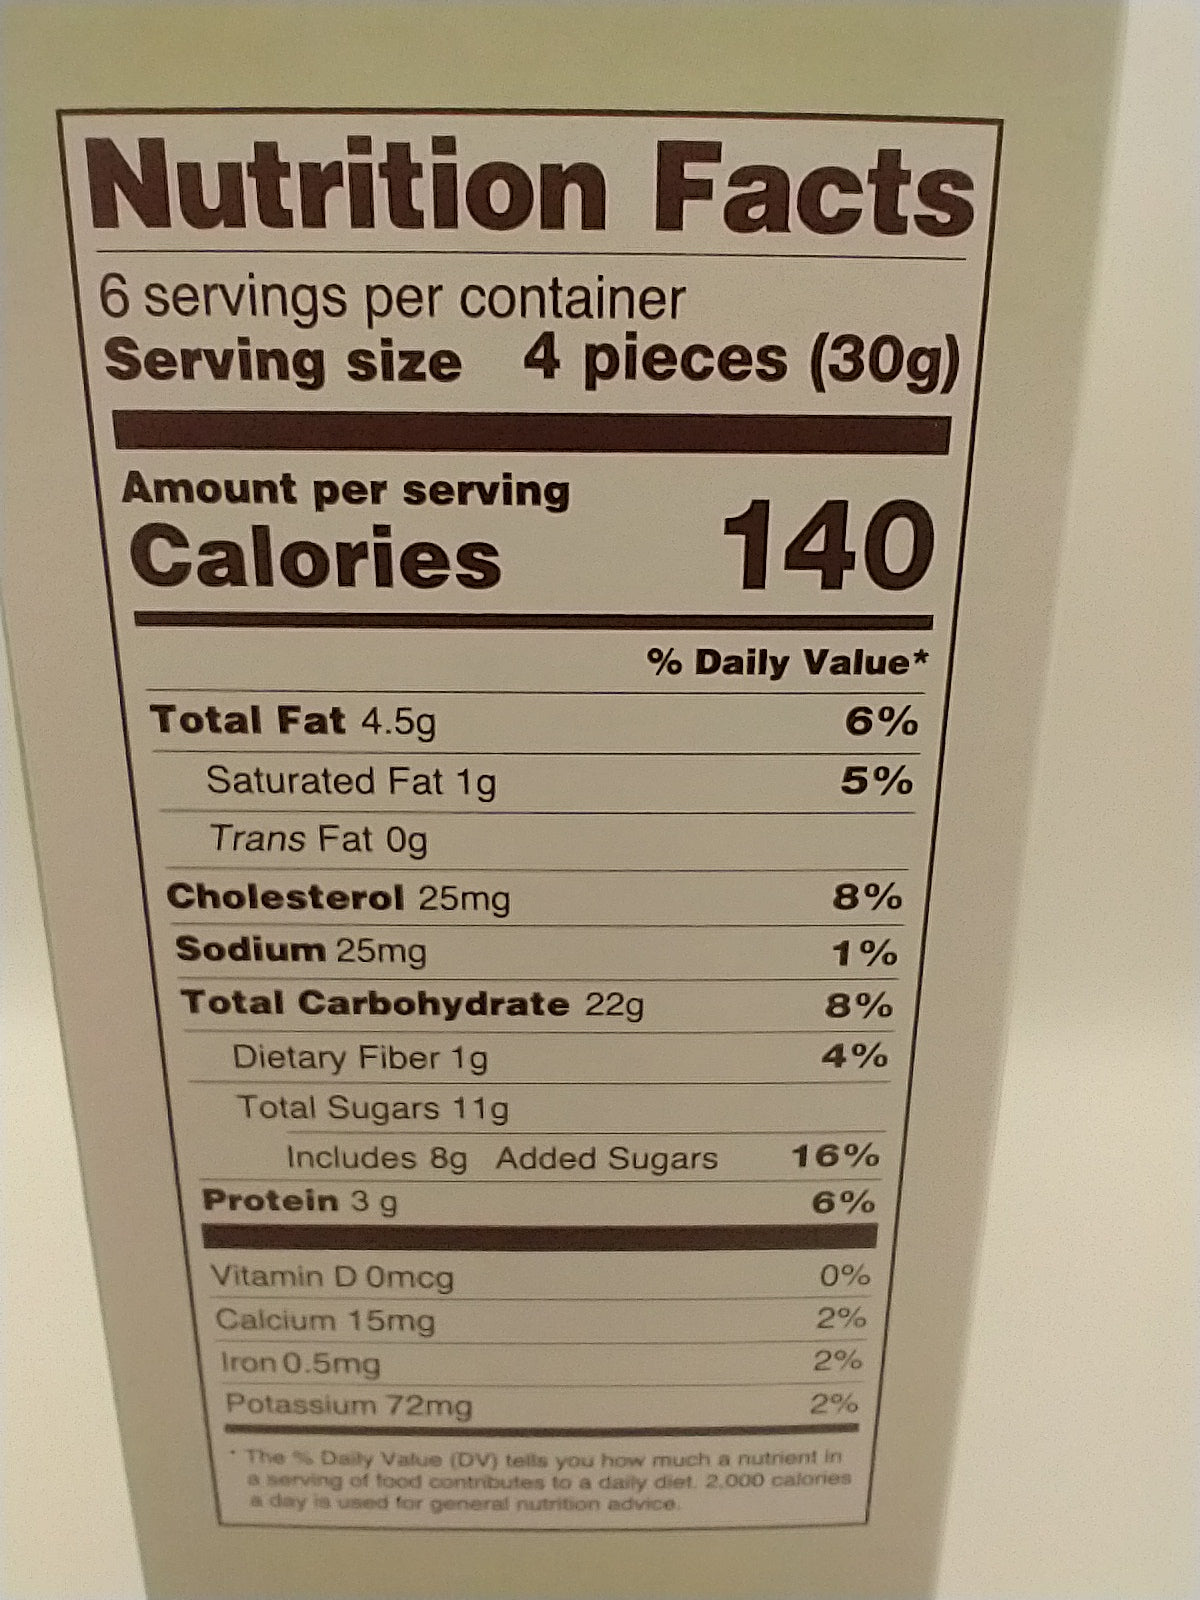 Nutrition Facts
6 servings per container
Serving size 4 pieces (30g)
Amount per serving
Calories 140
% Daily Value*
Total Fat 4.5g 6%
Saturated Fat 1g 5%
Trans Fat 0g
Cholesterol 25mg 8%
Sodium 25mg 1%
Total Carbohydrate 22g 8%
Dietary Fiber 1g 4%
Total Sugars 11g
Includes 8g Added Sugars 16%
Protein 3 g 6%
Vitamin D 0mcg 0%
Calcium 15mg 2%
Iron 0.5mg 2%
Potassium 72mg 2%
* The % Daily Value (DV) tells you how much a nutrient in
a serving of food contributes to a daily diet. 2,000 calories
a day is used for general nutrition advice.